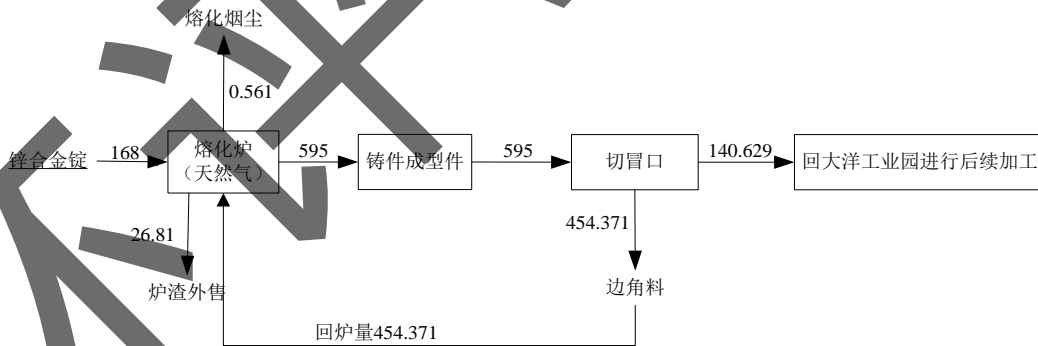 熔化烟尘
0.561
锌合金锭
168
熔化炉
（天然气）
595
铸件成型件
595
切冒口
140.629
回大洋工业园进行后续加工
26.81
454.371
炉渣外售
边角料
回炉量454.371